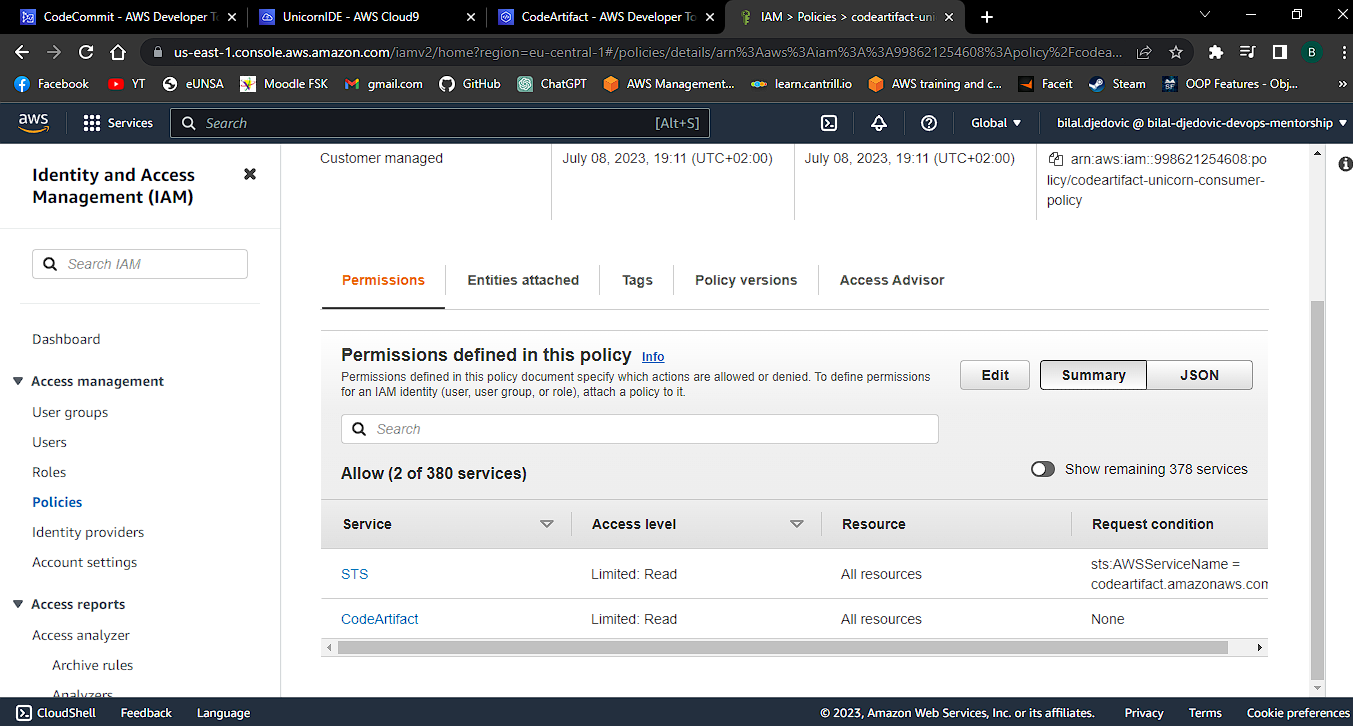 CodeCommit - AWS Developer To
UnicornIDE - AWS Cloud9
CodeArtifact - AWS Developer To
IAM > Policies > codeartifact-uni
us-east-1.console.aws.amazon.com/iamv2/home?region=eu-central-1#/policies/details/arn%3Aaws%3Aiam%3A%3A998621254608%3Apolicy%2Fcodea...
B
Facebook
YT
eUNSA
Moodle FSK
gmail.com
GitHub
ChatGPT
AWS Management...
learn.cantrill.io
AWS training and c...
Faceit
Steam
OOP Features - Obj...
»
aws
Services
Search
[Alt+S]
Global
bilal.djedovic @ bilal-djedovic-devops-mentorship
Identity and Access
Management (IAM)
Search IAM
Dashboard
Access management
User groups
Users
Roles
Policies
Identity providers
Account settings
Access reports
Access analyzer
Archive rules
Analyzers
Customer managed
July 08, 2023, 19:11 (UTC+02:00)
July 08, 2023, 19:11 (UTC+02:00)
arn:aws:iam::998621254608:po
licy/codeartifact-unicorn-consumer-
policy
Permissions
Entities attached
Tags
Policy versions
Access Advisor
Permissions defined in this policy
Info
Permissions defined in this policy document specify which actions are allowed or denied. To define permissions
for an IAM identity (user, user group, or role), attach a policy to it.
Edit
Summary
JSON
Search
Allow (2 of 380 services)
Show remaining 378 services
Service
Access level
Resource
Request condition
STS
Limited: Read
All resources
sts:AWSServiceName =
codeartifact.amazonaws.com
CodeArtifact
Limited: Read
All resources
None
CloudShell
Feedback
Language
© 2023, Amazon Web Services, Inc. or its affiliates.
Privacy
Terms
Cookie preferences